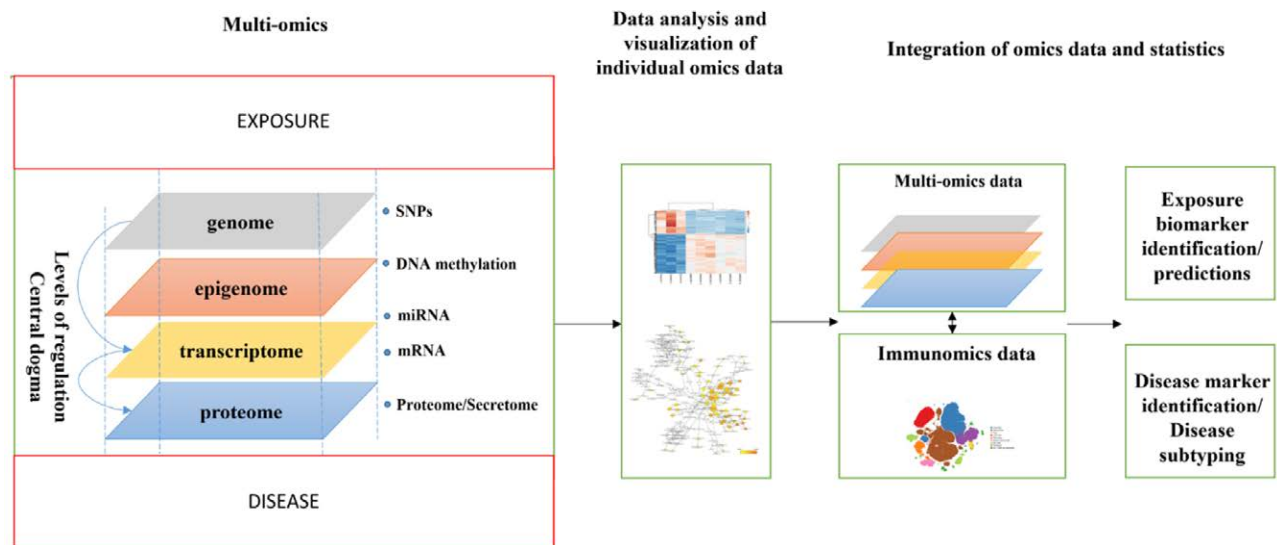 Multi-omics
EXPOSURE
Levels of regulation
Central dogma
genome
epigenome
transcriptome
proteome
SNPs
DNA methylation
miRNA
mRNA
Proteome/Secretome
DISEASE
Data analysis and
visualization of
individual omics data
Integration of omics data and statistics
Multi-omics data
Immunomics data
Exposure
biomarker
identification/
predictions
Disease marker
identification/
Disease
subtyping